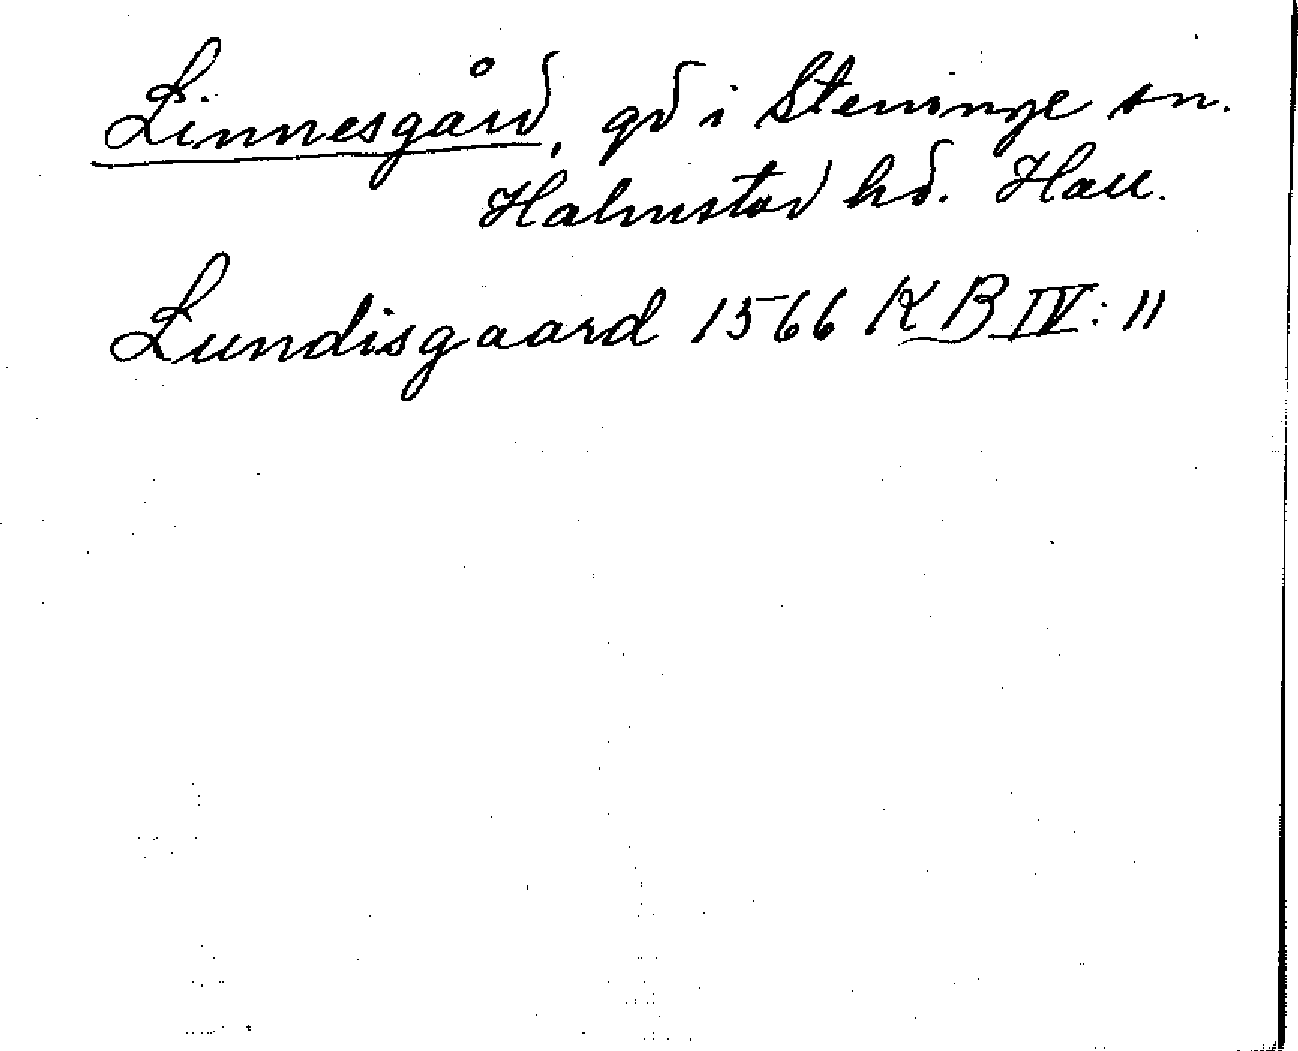 Linnesgård, gd i Steninge sn.
Halmstad hd. Hall.
Lundisgaard 1566 KB IV: 11